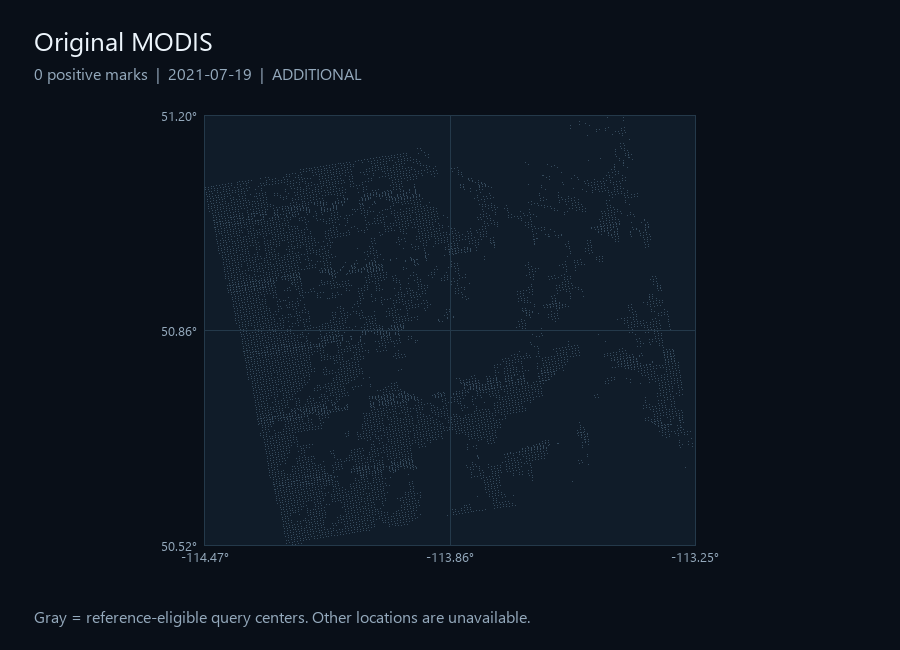 Original MODIS
0 positive marks | 2021-07-19 | ADDITIONAL
51.20°
50.86°
50.52°
-114.47° -113.86° -113.25°
Gray = reference-eligible query centers. Other locations are unavailable.